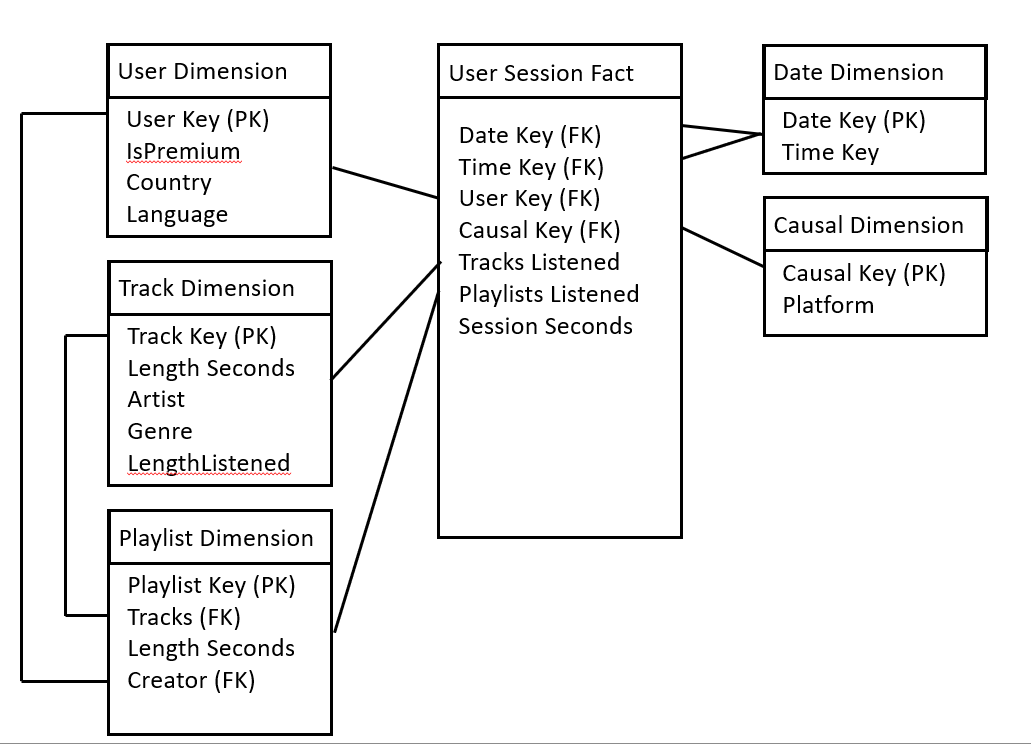 User Dimension
User Key (PK)
IsPremium
Country
Language
Track Dimension
Track Key (PK)
Length Seconds
Artist
Genre
LengthListened
Playlist Dimension
Playlist Key (PK)
Tracks (FK)
Length Seconds
Creator (FK)
User Session Fact
Date Key (FK)
Time Key (FK)
User Key (FK)
Causal Key (FK)
Tracks Listened
Playlists Listened
Session Seconds
Date Dimension
Date Key (PK)
Time Key
Causal Dimension
Causal Key (PK)
Platform